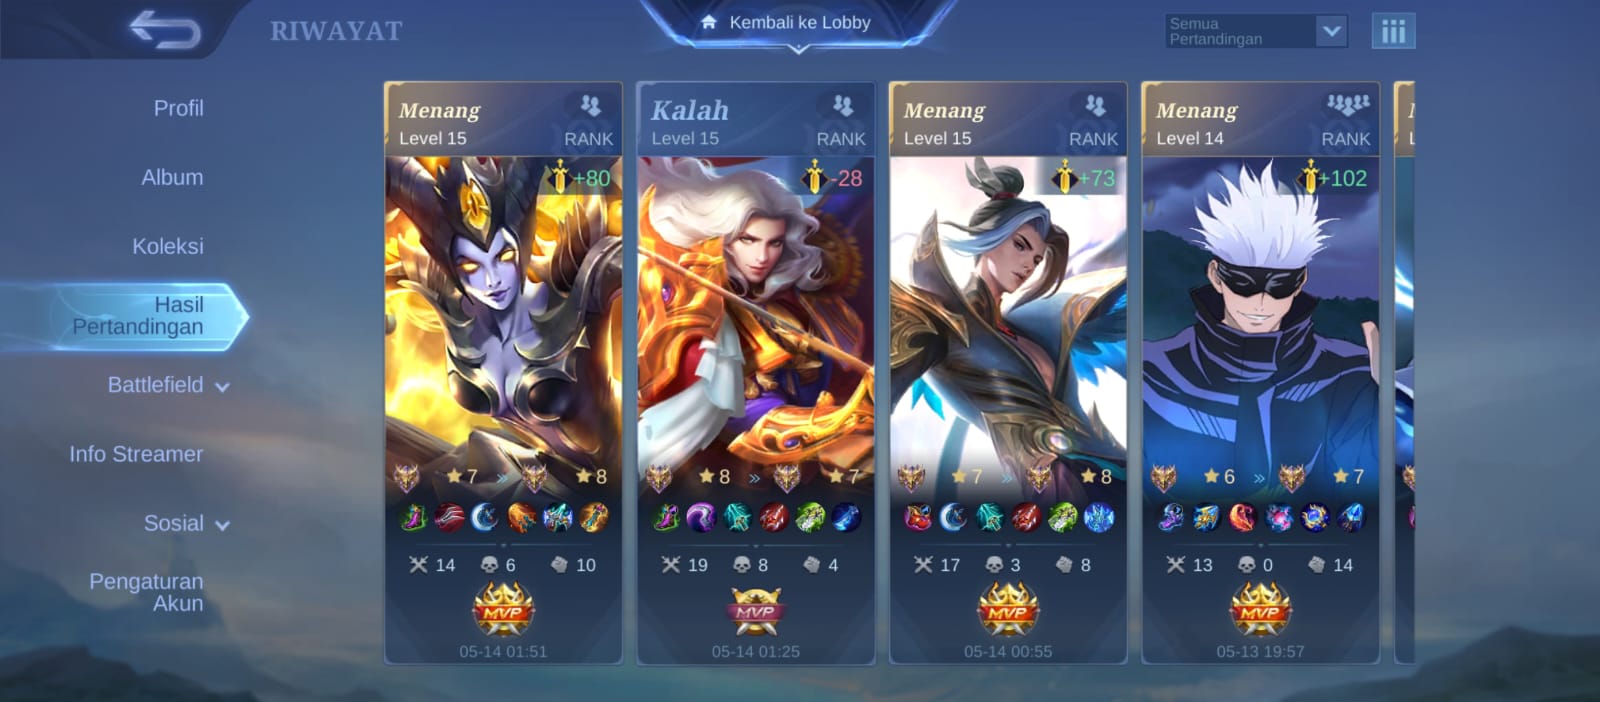 RIWAYAT
Kembali ke Lobby
Semua
Pertandingan
Profil
Album
Koleksi
Hasil
Pertandingan
Battlefield
Info Streamer
Sosial
Pengaturan
Akun
Menang
Level 15
RANK
+80
7 » 8
14 6 10
MVP
05-14 01:51
Kalah
Level 15
RANK
-28
8 » 7
19 8 4
MVP
05-14 01:25
Menang
Level 15
RANK
+73
7 » 8
17 3 8
MVP
05-14 00:55
Menang
Level 14
RANK
+102
6 » 7
13 0 14
MVP
05-13 19:57